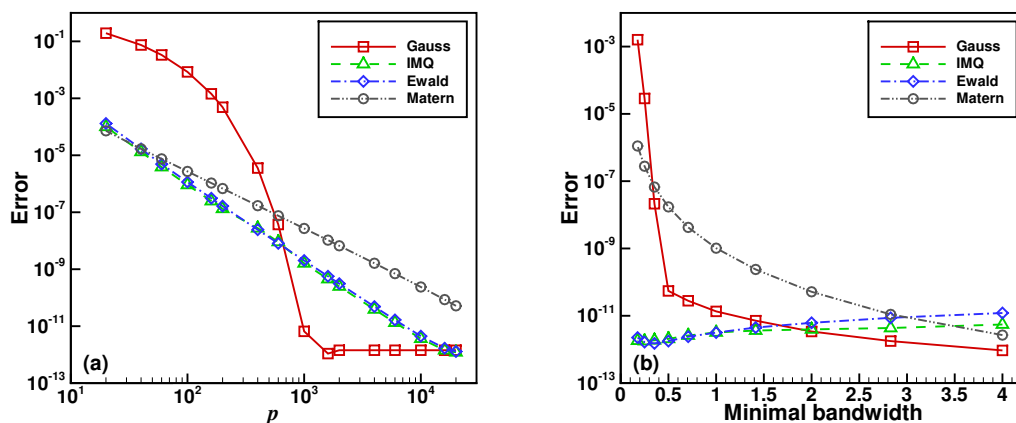 Error
10^-1
10^-3
10^-5
10^-7
10^-9
10^-11
10^-13
Gauss
IMQ
Ewald
Matern
(a)
10^1 10^2 10^3 10^4
p
Error
10^-3
10^-5
10^-7
10^-9
10^-11
10^-13
Gauss
IMQ
Ewald
Matern
(b)
0 0.5 1 1.5 2 2.5 3 3.5 4
Minimal bandwidth